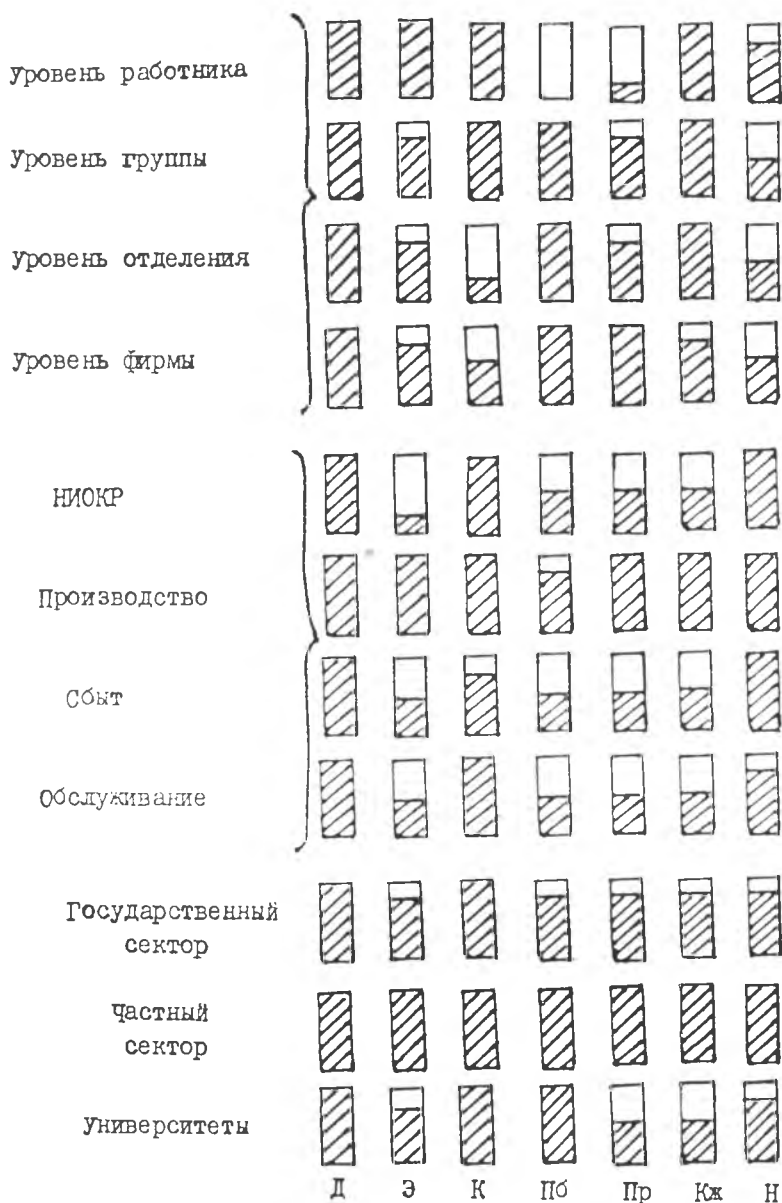 Уровень работника
Уровень группы
Уровень отделения
Уровень фирмы
НИОКР
Производство
Сбыт
Обслуживание
Государственный
сектор
Частный
сектор
Университеты
Д Э К Пб Пр Кж Н